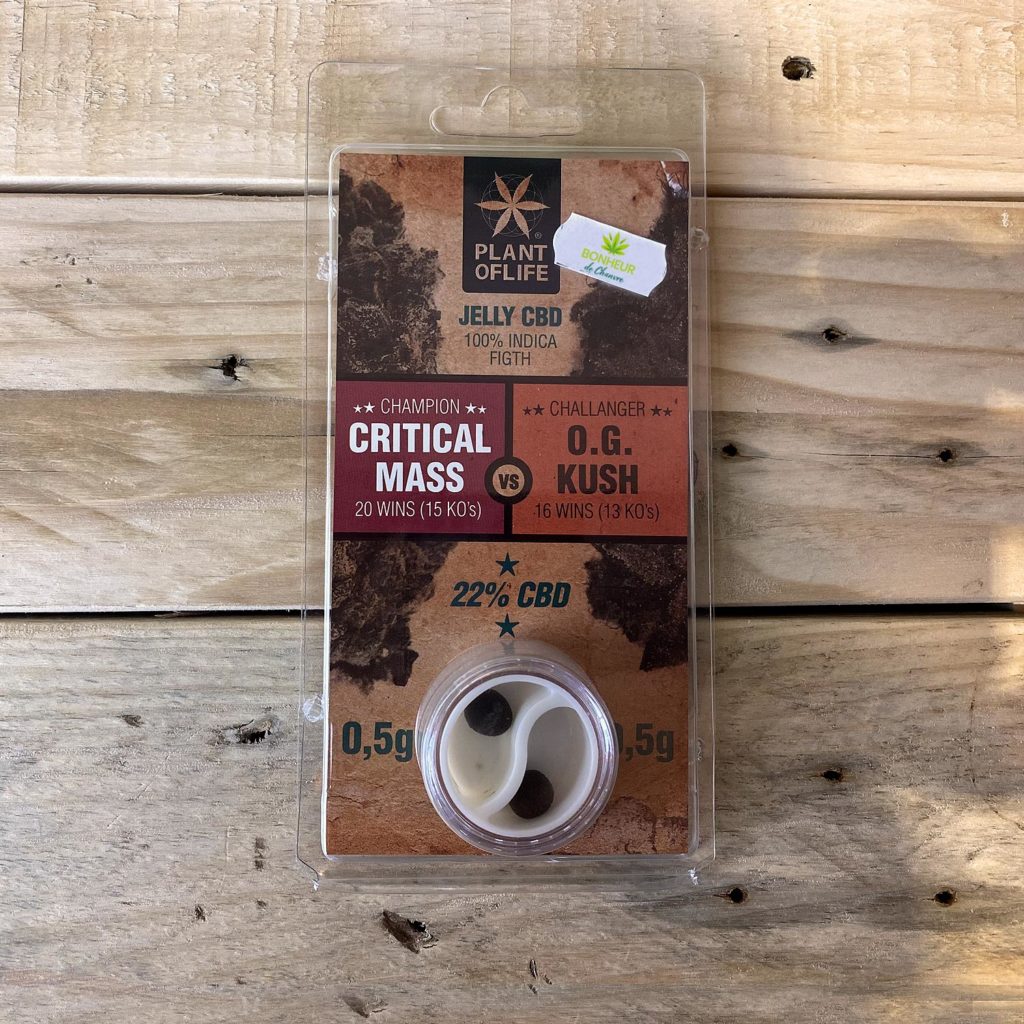 PLANT
OFLIFE
®
BONHEUR
de Chanvre
JELLY CBD
100% INDICA
FIGTH
★★ CHAMPION ★★
CRITICAL
MASS
20 WINS (15 KO's)
VS
★★ CHALLANGER ★★
O.G.
KUSH
16 WINS (13 KO's)
22% CBD
0,5g
,5g